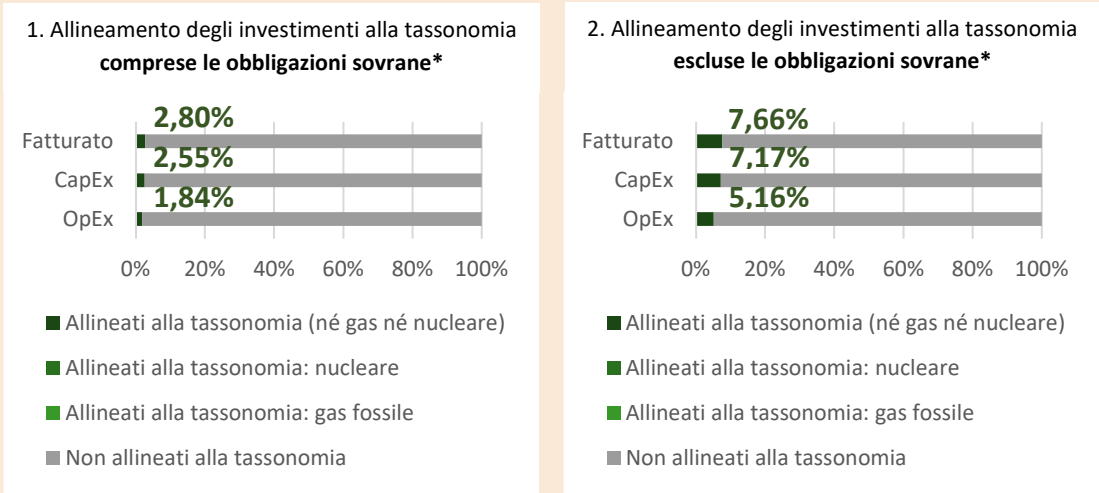 1. Allineamento degli investimenti alla tassonomia
comprese le obbligazioni sovrane*
2,80%
Fatturato
2,55%
CapEx
1,84%
OpEx
0% 20% 40% 60% 80% 100%
Allineati alla tassonomia (né gas né nucleare)
Allineati alla tassonomia: nucleare
Allineati alla tassonomia: gas fossile
Non allineati alla tassonomia
2. Allineamento degli investimenti alla tassonomia
escluse le obbligazioni sovrane*
7,66%
Fatturato
7,17%
CapEx
5,16%
OpEx
0% 20% 40% 60% 80% 100%
Allineati alla tassonomia (né gas né nucleare)
Allineati alla tassonomia: nucleare
Allineati alla tassonomia: gas fossile
Non allineati alla tassonomia